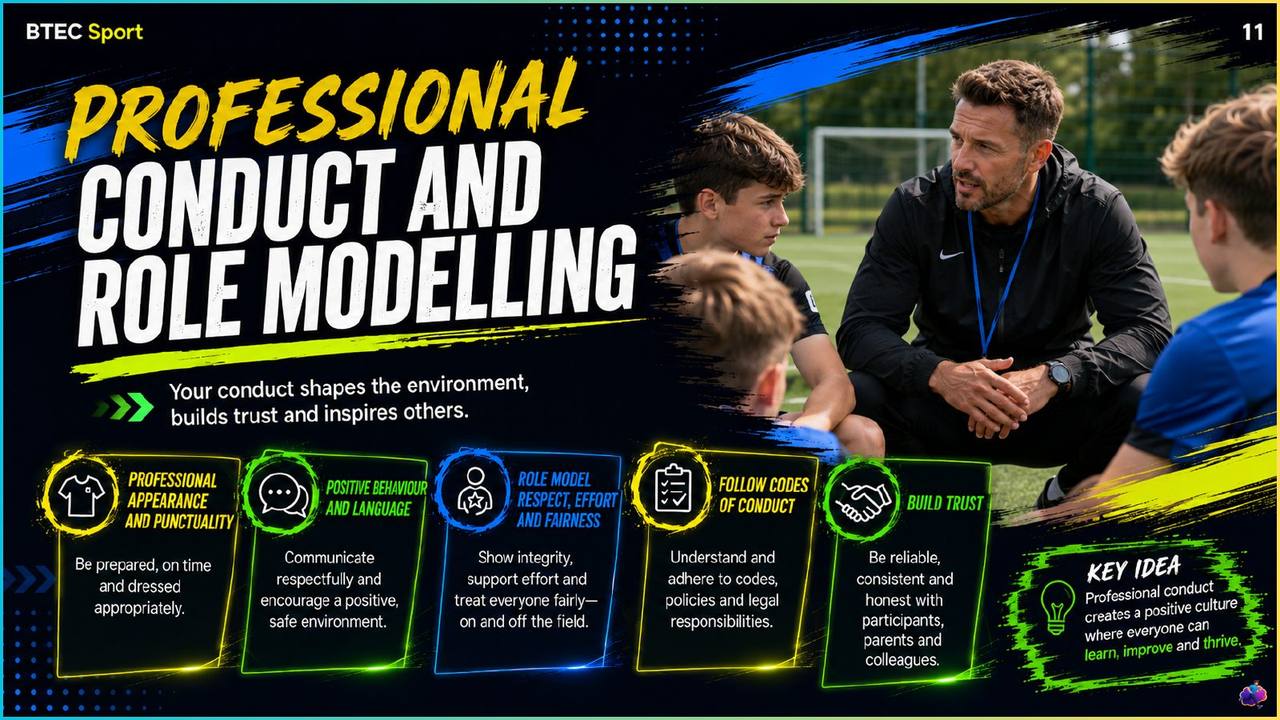 BTEC Sport
11
PROFESSIONAL
CONDUCT AND
ROLE MODELLING
Your conduct shapes the environment,
builds trust and inspires others.
PROFESSIONAL
APPEARANCE
AND PUNCTUALITY
Be prepared, on time
and dressed
appropriately.
POSITIVE BEHAVIOUR
AND LANGUAGE
Communicate
respectfully and
encourage a positive,
safe environment.
ROLE MODEL
RESPECT, EFFORT
AND FAIRNESS
Show integrity,
support effort and
treat everyone fairly—
on and off the field.
FOLLOW CODES
OF CONDUCT
Understand and
adhere to codes,
policies and legal
responsibilities.
BUILD TRUST
Be reliable,
consistent and
honest with
participants,
parents and
colleagues.
KEY IDEA
Professional conduct
creates a positive culture
where everyone can
learn, improve and thrive.